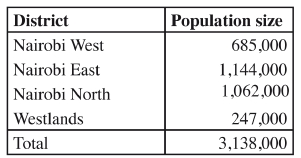 District Population size
Nairobi West 685,000
Nairobi East 1,144,000
Nairobi North 1,062,000
Westlands 247,000
Total 3,138,000